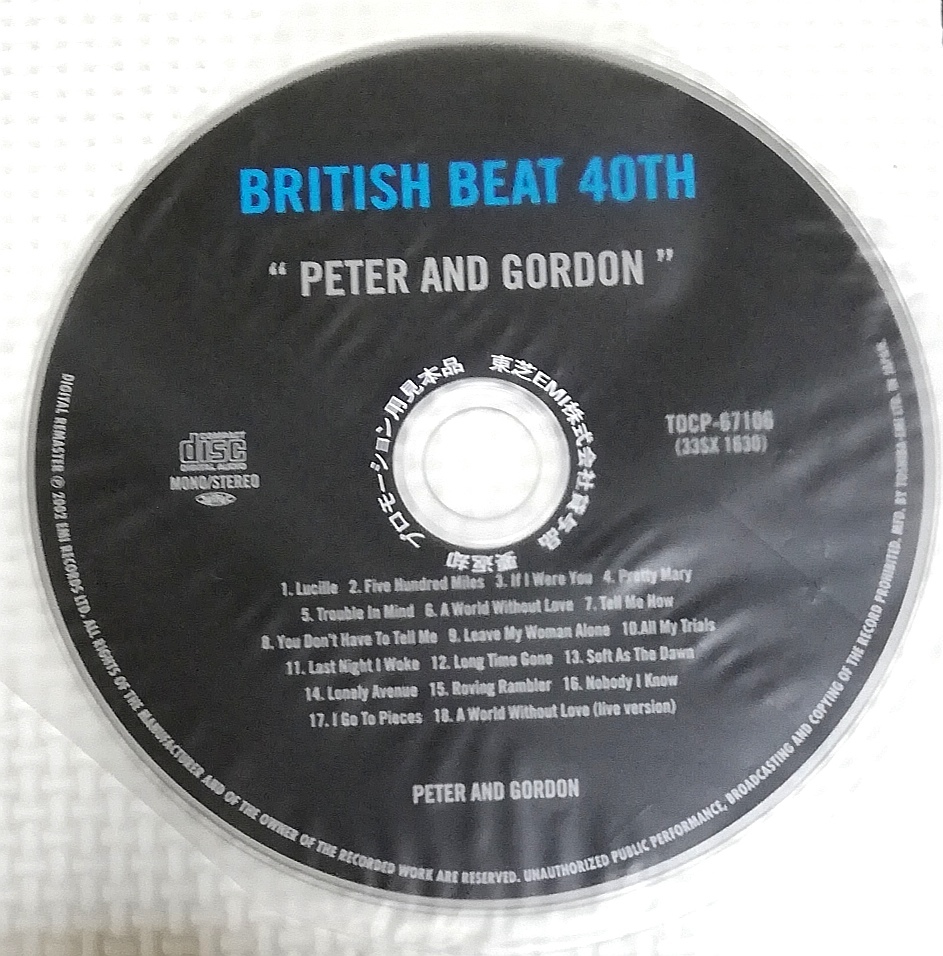 BRITISH BEAT 40TH
“ PETER AND GORDON ”
プロモーション用見本品 東芝EMI株式会社貸与品 要返却
COMPACT
disc
DIGITAL AUDIO
MONO/STEREO
TOCP-67106
(33SX 1630)
1. Lucille 2. Five Hundred Miles 3. If I Were You 4. Pretty Mary
5. Trouble In Mind 6. A World Without Love 7. Tell Me How
8. You Don't Have To Tell Me 9. Leave My Woman Alone 10.All My Trials
11. Last Night I Woke 12. Long Time Gone 13. Soft As The Dawn
14. Lonely Avenue 15. Roving Rambler 16. Nobody I Know
17. I Go To Pieces 18. A World Without Love (live version)
PETER AND GORDON
DIGITAL REMASTER ℗ 2002 EMI RECORDS LTD, ALL RIGHTS OF THE MANUFACTURER AND OF THE OWNER OF THE RECORDED WORK ARE RESERVED. UNAUTHORIZED PUBLIC PERFORMANCE, BROADCASTING AND COPYING OF THE RECORD PROHIBITED. MFD. BY TOSHIBA-EMI LTD. IN JAPAN.